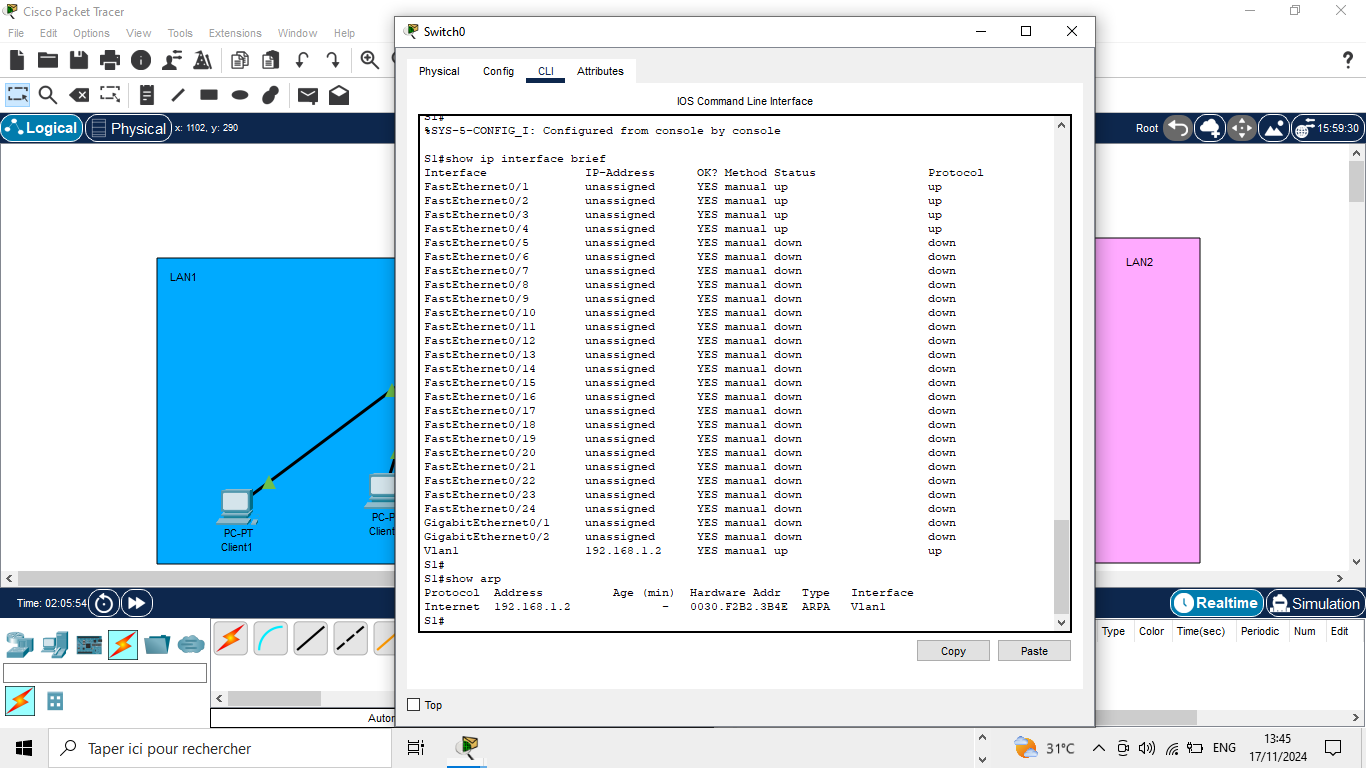 Cisco Packet Tracer
File Edit Options View Tools Extensions Window Help
Logical Physical x: 1102, y: 290
Root 15:59:30
LAN1
PC-PT
Client1
PC-P
Client
LAN2
Switch0
Physical Config CLI Attributes
IOS Command Line Interface
S1#
%SYS-5-CONFIG_I: Configured from console by console
S1#show ip interface brief
Interface IP-Address OK? Method Status Protocol
FastEthernet0/1 unassigned YES manual up up
FastEthernet0/2 unassigned YES manual up up
FastEthernet0/3 unassigned YES manual up up
FastEthernet0/4 unassigned YES manual up up
FastEthernet0/5 unassigned YES manual down down
FastEthernet0/6 unassigned YES manual down down
FastEthernet0/7 unassigned YES manual down down
FastEthernet0/8 unassigned YES manual down down
FastEthernet0/9 unassigned YES manual down down
FastEthernet0/10 unassigned YES manual down down
FastEthernet0/11 unassigned YES manual down down
FastEthernet0/12 unassigned YES manual down down
FastEthernet0/13 unassigned YES manual down down
FastEthernet0/14 unassigned YES manual down down
FastEthernet0/15 unassigned YES manual down down
FastEthernet0/16 unassigned YES manual down down
FastEthernet0/17 unassigned YES manual down down
FastEthernet0/18 unassigned YES manual down down
FastEthernet0/19 unassigned YES manual down down
FastEthernet0/20 unassigned YES manual down down
FastEthernet0/21 unassigned YES manual down down
FastEthernet0/22 unassigned YES manual down down
FastEthernet0/23 unassigned YES manual down down
FastEthernet0/24 unassigned YES manual down down
GigabitEthernet0/1 unassigned YES manual down down
GigabitEthernet0/2 unassigned YES manual down down
Vlan1 192.168.1.2 YES manual up up
S1#
S1#show arp
Protocol Address Age (min) Hardware Addr Type Interface
Internet 192.168.1.2 - 0030.F2B2.3B4E ARPA Vlan1
S1#
Copy Paste
Top
Time: 02:05:54
Realtime Simulation
Type Color Time(sec) Periodic Num Edit
Autor
Taper ici pour rechercher
31°C ENG 13:45
17/11/2024